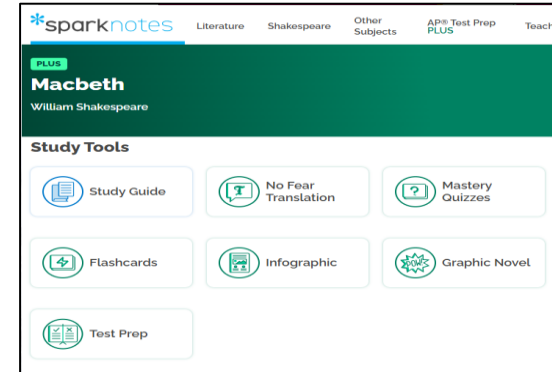 *sparknotes Literature Shakespeare Other Subjects AP® Test Prep PLUS Teach
PLUS
Macbeth
William Shakespeare
Study Tools
Study Guide
No Fear Translation
Mastery Quizzes
Flashcards
Infographic
Graphic Novel
Test Prep